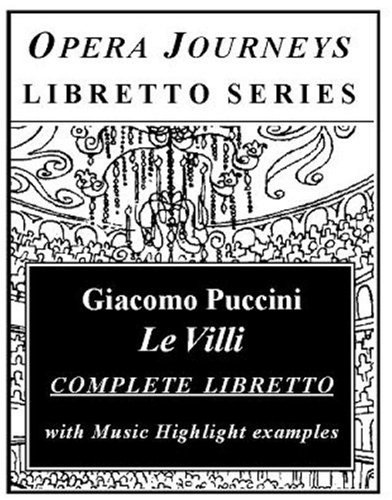 OPERA JOURNEYS
LIBRETTO SERIES
Giacomo Puccini
Le Villi
COMPLETE LIBRETTO
with Music Highlight examples